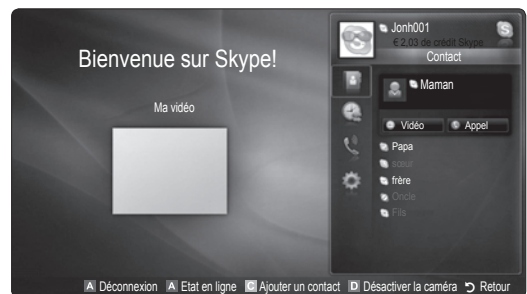 Bienvenue sur Skype!
Ma vidéo
Jonh001
€ 2,03 de crédit Skype
Contact
Maman
Vidéo
Appel
Papa
sœur
frère
Oncle
Fils
A Déconnexion A Etat en ligne C Ajouter un contact D Désactiver la caméra Retour